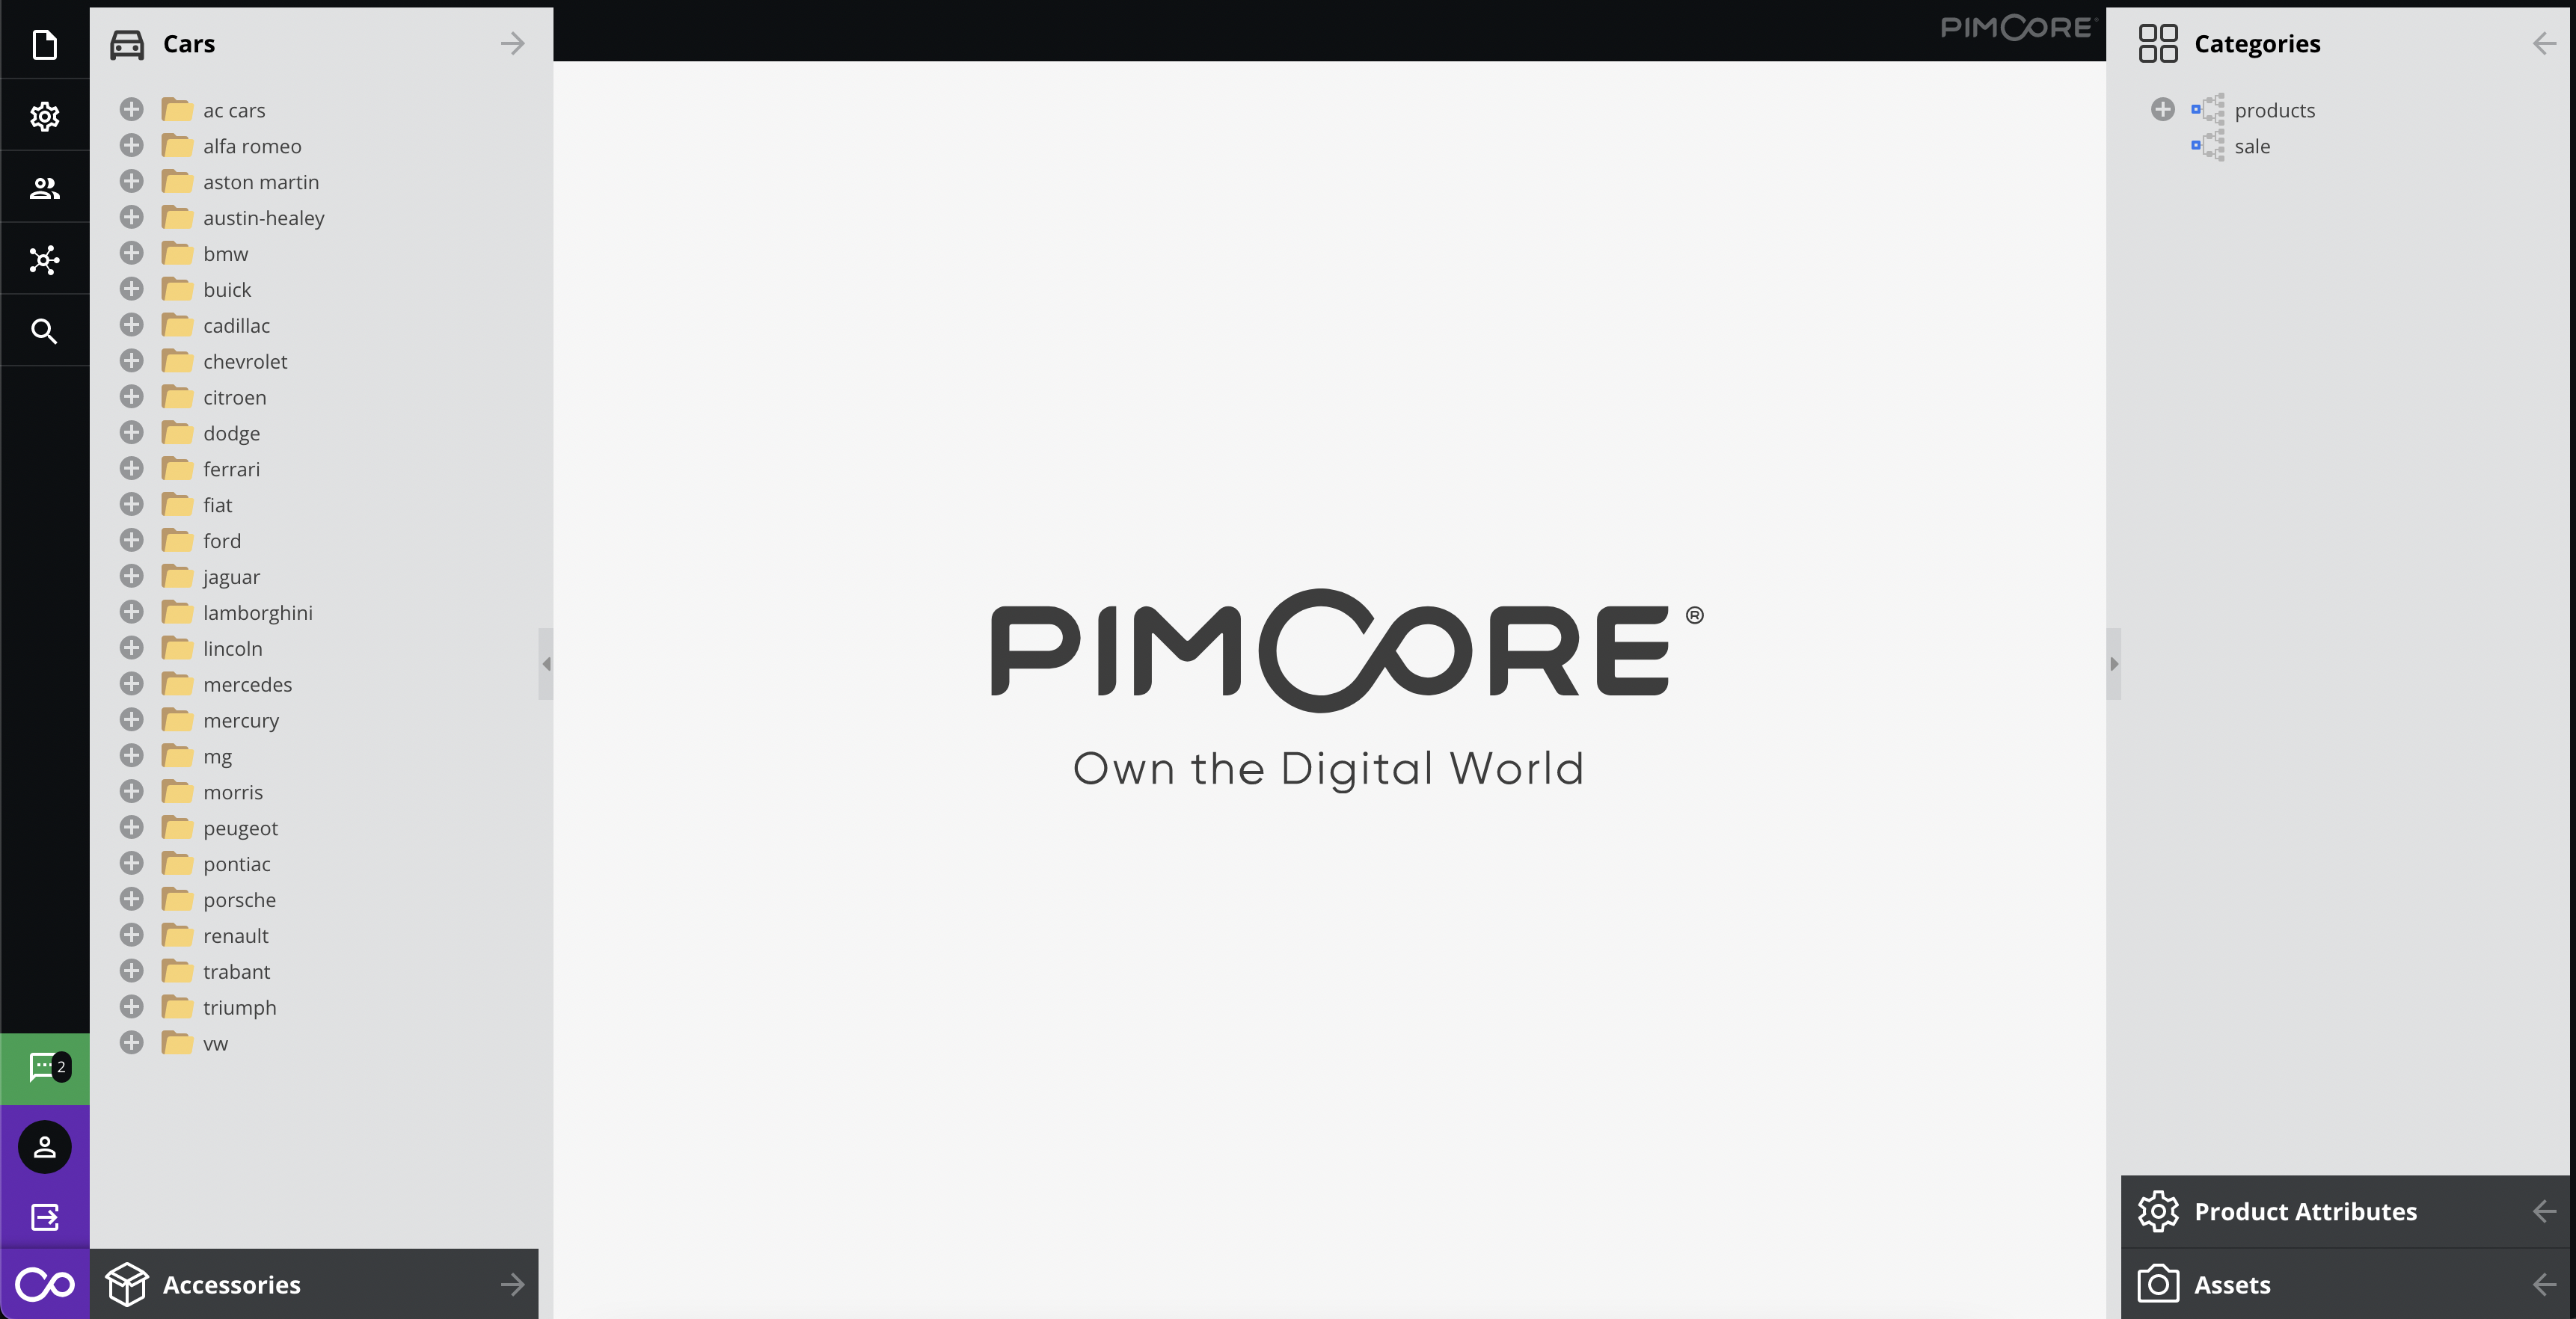 PIMCORE
Cars
ac cars
alfa romeo
aston martin
austin-healey
bmw
buick
cadillac
chevrolet
citroen
dodge
ferrari
fiat
ford
jaguar
lamborghini
lincoln
mercedes
mercury
mg
morris
peugeot
pontiac
porsche
renault
trabant
triumph
vw
2
Accessories
PIMCORE®
Own the Digital World
Categories
products
sale
Product Attributes
Assets